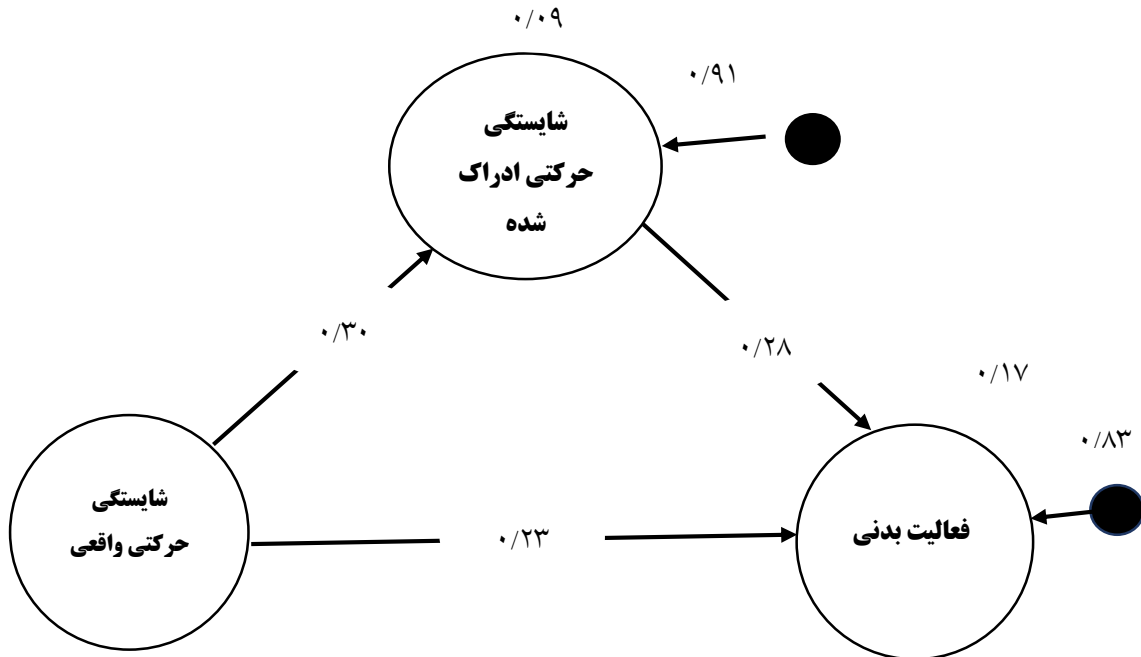 ۰/۰۹
۰/۹۱
شایستگی
حرکتی ادراک
شده
۰/۳۰
۰/۲۸
۰/۱۷
۰/۸۳
شایستگی
حرکتی واقعی
۰/۲۳
فعالیت بدنی